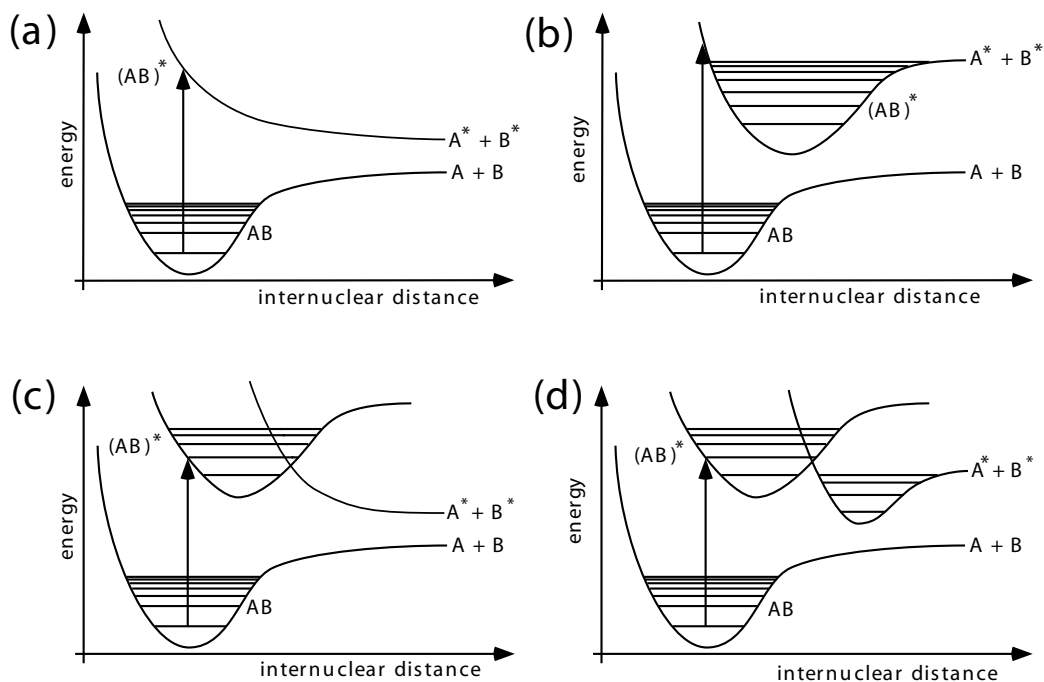 (a)
(AB)*
A* + B*
A + B
AB
energy
internuclear distance
(b)
A* + B*
(AB)*
A + B
AB
energy
internuclear distance
(c)
(AB)*
A* + B*
A + B
AB
energy
internuclear distance
(d)
(AB)*
A* + B*
A + B
AB
energy
internuclear distance